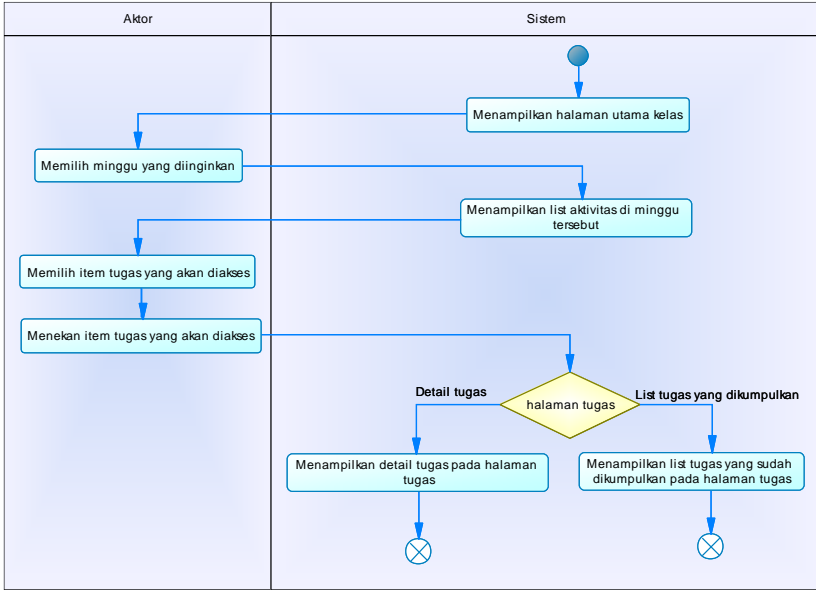 Aktor
Sistem
Menampilkan halaman utama kelas
Memilih minggu yang diinginkan
Menampilkan list aktivitas di minggu
tersebut
Memilih item tugas yang akan diakses
Menekan item tugas yang akan diakses
halaman tugas
Detail tugas
List tugas yang dikumpulkan
Menampilkan detail tugas pada halaman
tugas
Menampilkan list tugas yang sudah
dikumpulkan pada halaman tugas